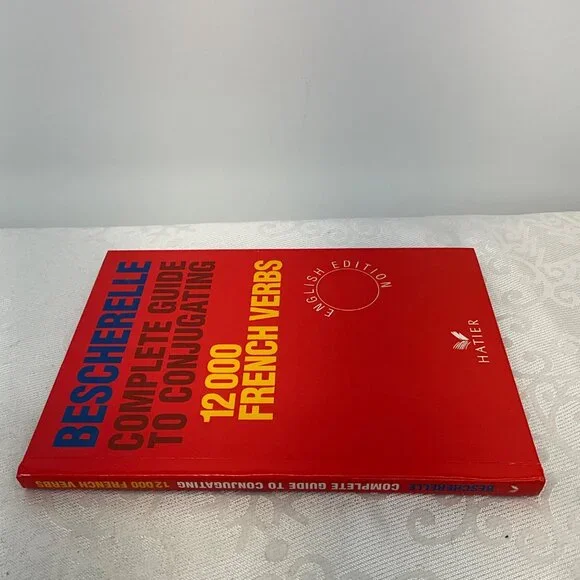 BESCHERELLE
COMPLETE GUIDE
TO CONJUGATING
12 000
FRENCH VERBS
ENGLISH EDITION
HATIER
BESCHERELLE COMPLETE GUIDE TO CONJUGATING 12 000 FRENCH VERBS